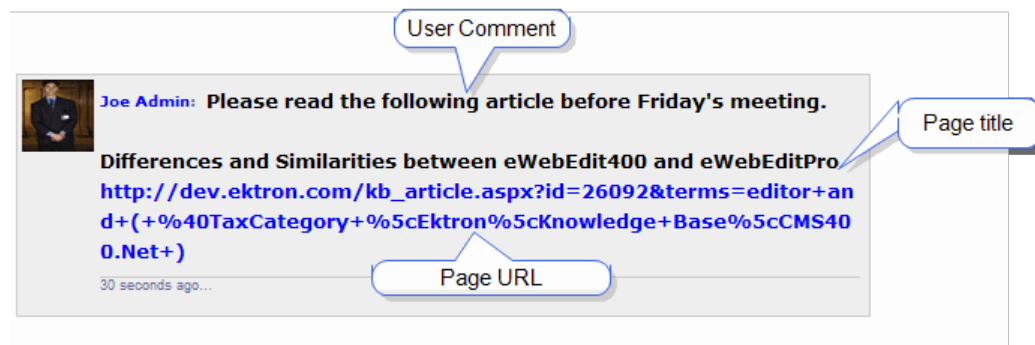 User Comment
Joe Admin: Please read the following article before Friday's meeting.
Page title
Differences and Similarities between eWebEdit400 and eWebEditPro
http://dev.ektron.com/kb_article.aspx?id=26092&terms=editor+an
d+(+%40TaxCategory+%5cEktron%5cKnowledge+Base%5cCMS40
0.Net+)
Page URL
30 seconds ago...